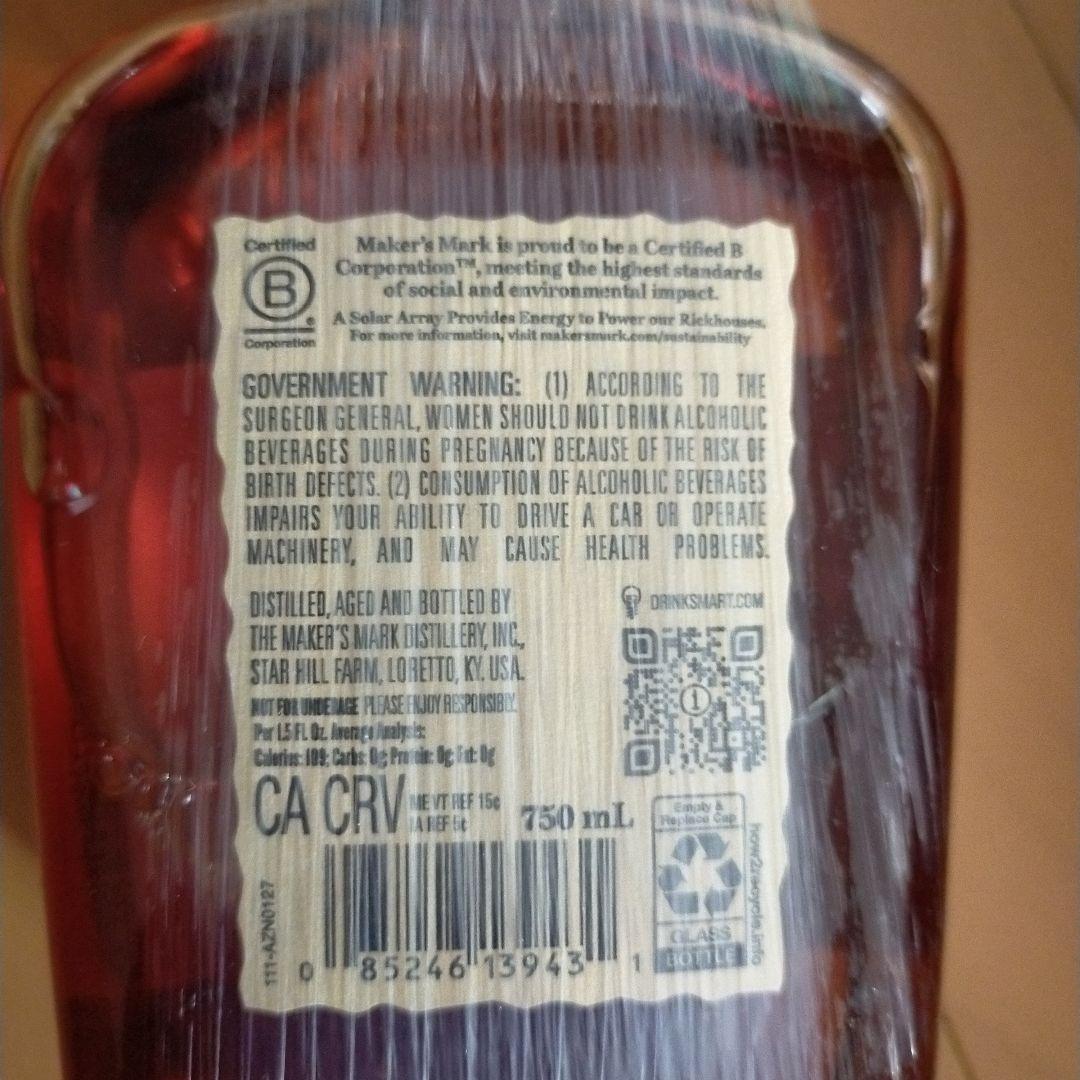 Certified
B
®
Corporation
Maker's Mark is proud to be a Certified B
Corporation™, meeting the highest standards
of social and environmental impact.
A Solar Array Provides Energy to Power our Rickhouses.
For more information, visit makersmark.com/sustainability
GOVERNMENT WARNING: (1) ACCORDING TO THE
SURGEON GENERAL, WOMEN SHOULD NOT DRINK ALCOHOLIC
BEVERAGES DURING PREGNANCY BECAUSE OF THE RISK OF
BIRTH DEFECTS. (2) CONSUMPTION OF ALCOHOLIC BEVERAGES
IMPAIRS YOUR ABILITY TO DRIVE A CAR OR OPERATE
MACHINERY, AND MAY CAUSE HEALTH PROBLEMS.
DISTILLED, AGED AND BOTTLED BY
THE MAKER'S MARK DISTILLERY, INC.,
STAR HILL FARM, LORETTO, KY. USA.
NOT FOR UNDERAGE PLEASE ENJOY RESPONSIBLY.
Per 1.5 FL Oz. Average Analysis:
Calories: 109; Carbs: 0g; Protein: 0g; Fat: 0g
DRINKSMART.COM
1
CA CRV
ME VT REF 15¢
IA REF 5¢
750 mL
Empty &
Replace Cap
GLASS
BOTTLE
how2recycle.info
111-AZN0127
0 85246 13943 1